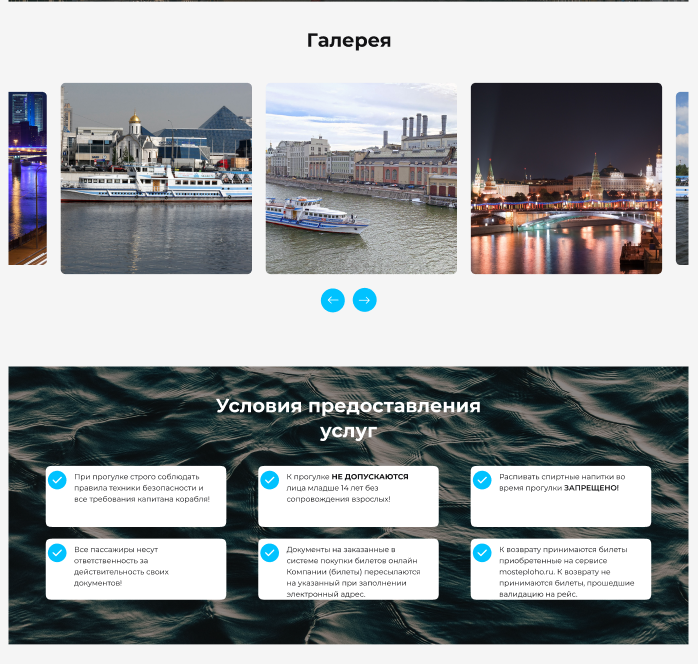 Галерея
Условия предоставления
услуг
При прогулке строго соблюдать
правила техники безопасности и
все требования капитана корабля!
К прогулке НЕ ДОПУСКАЮТСЯ
лица младше 14 лет без
сопровождения взрослых!
Распивать спиртные напитки во
время прогулки ЗАПРЕЩЕНО!
Все пассажиры несут
ответственность за
действительность своих
документов!
Документы на заказанные в
системе покупки билетов онлайн
Компании (билеты) пересылаются
на указанный при заполнении
электронный адрес.
К возврату принимаются билеты
приобретенные на сервисе
mosteploho.ru. К возврату не
принимаются билеты, прошедшие
валидацию на рейс.